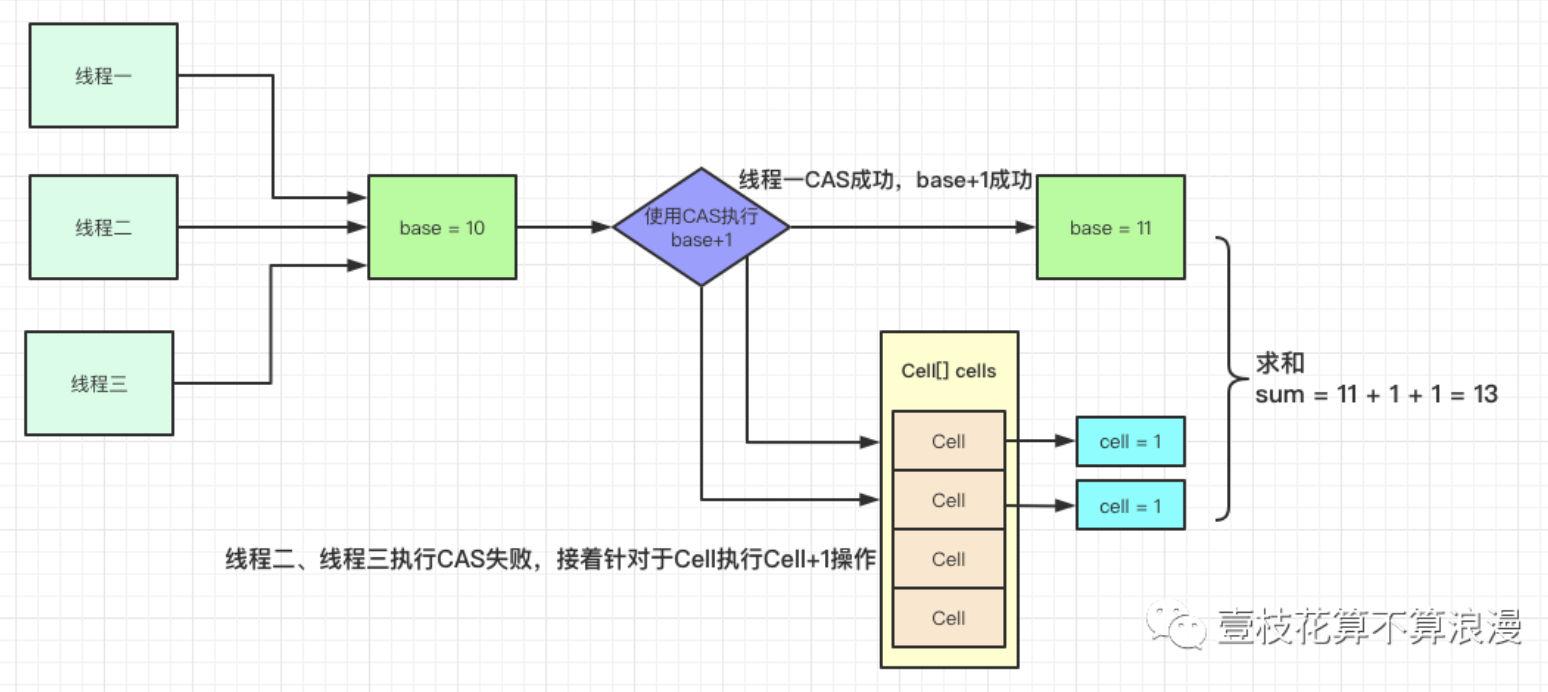 线程一
线程二
线程三
base = 10
使用CAS执行
base+1
线程一CAS成功，base+1成功
base = 11
Cell[] cells
Cell
Cell
Cell
Cell
cell = 1
cell = 1
求和
sum = 11 + 1 + 1 = 13
线程二、线程三执行CAS失败，接着针对于Cell执行Cell+1操作
壹枝花算不算浪漫